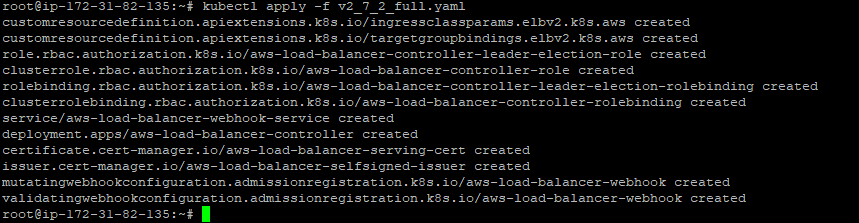 root@ip-172-31-82-135:~# kubectl apply -f v2_7_2_full.yaml
customresourcedefinition.apiextensions.k8s.io/ingressclassparams.elbv2.k8s.aws created
customresourcedefinition.apiextensions.k8s.io/targetgroupbindings.elbv2.k8s.aws created
role.rbac.authorization.k8s.io/aws-load-balancer-controller-leader-election-role created
clusterrole.rbac.authorization.k8s.io/aws-load-balancer-controller-role created
rolebinding.rbac.authorization.k8s.io/aws-load-balancer-controller-leader-election-rolebinding created
clusterrolebinding.rbac.authorization.k8s.io/aws-load-balancer-controller-rolebinding created
service/aws-load-balancer-webhook-service created
deployment.apps/aws-load-balancer-controller created
certificate.cert-manager.io/aws-load-balancer-serving-cert created
issuer.cert-manager.io/aws-load-balancer-selfsigned-issuer created
mutatingwebhookconfiguration.admissionregistration.k8s.io/aws-load-balancer-webhook created
validatingwebhookconfiguration.admissionregistration.k8s.io/aws-load-balancer-webhook created
root@ip-172-31-82-135:~#